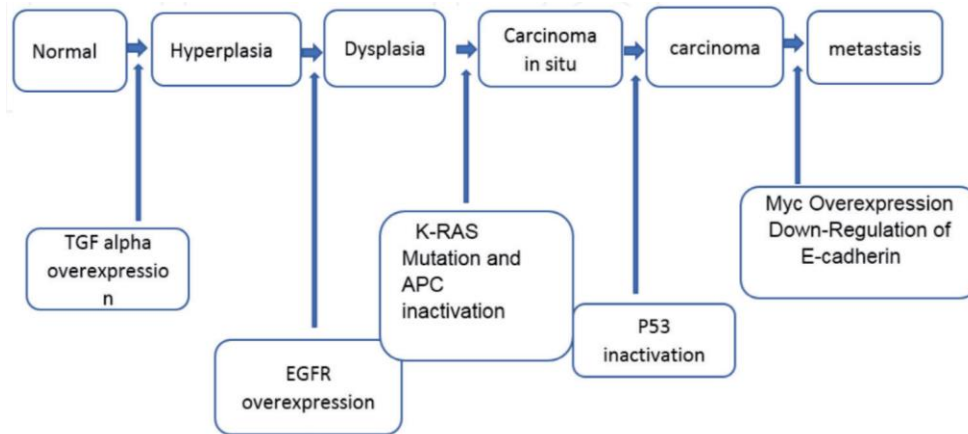 Normal
Hyperplasia
Dysplasia
Carcinoma
in situ
carcinoma
metastasis
TGF alpha
overexpressio
n
EGFR
overexpression
K-RAS
Mutation and
APC
inactivation
P53
inactivation
Myc Overexpression
Down-Regulation of
E-cadherin